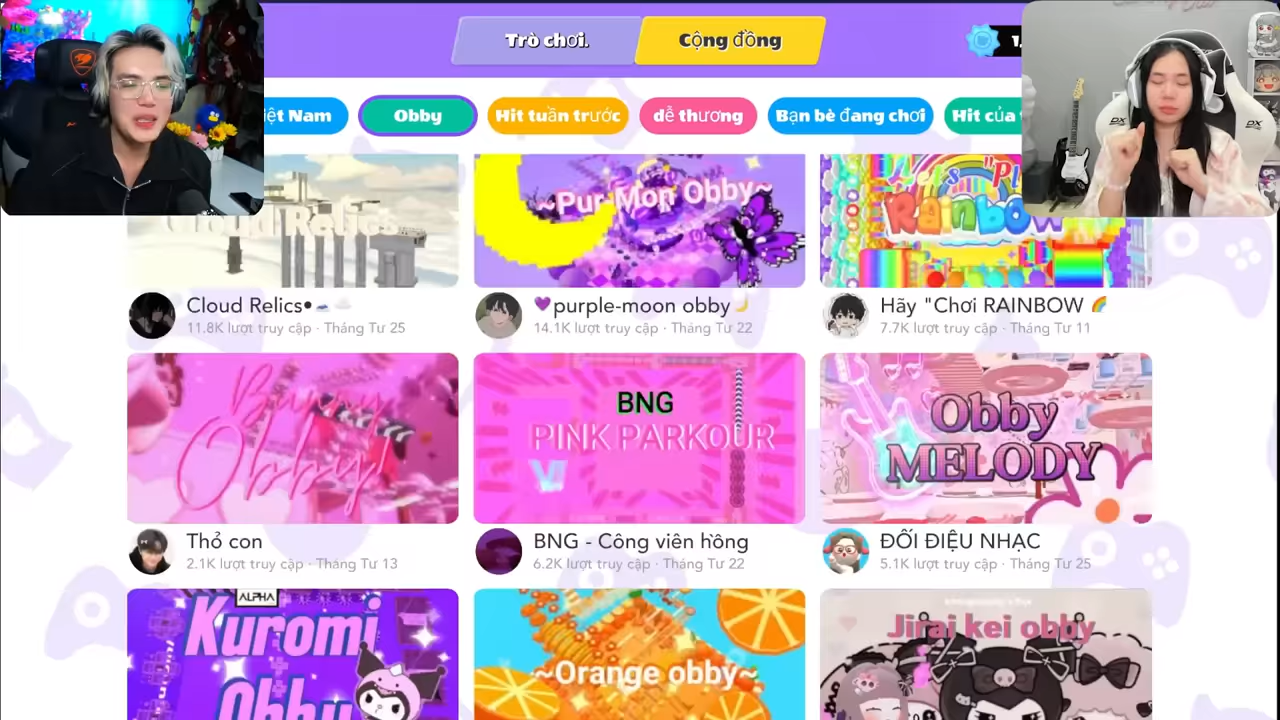 Trò chơi.
Cộng đồng
iệt Nam
Obby
Hit tuần trước
dễ thương
Bạn bè đang chơi
Hit của
Cloud Relics
~Pur Mon Obby~
Rainbow
Cloud Relics•
💜purple-moon obby🌙
Hãy "Chơi RAINBOW 🌈
11.8K lượt truy cập · Tháng Tư 25
14.1K lượt truy cập · Tháng Tư 22
7.7K lượt truy cập · Tháng Tư 11
Bunny
Obby!
BNG
PINK PARKOUR
Obby
MELODY
Thỏ con
BNG - Công viên hồng
ĐỐI ĐIỆU NHẠC
2.1K lượt truy cập · Tháng Tư 13
6.2K lượt truy cập · Tháng Tư 22
5.1K lượt truy cập · Tháng Tư 25
ALPHA
Kuromi
Obby
~Orange obby~
Jirai kei obby
DX
DX